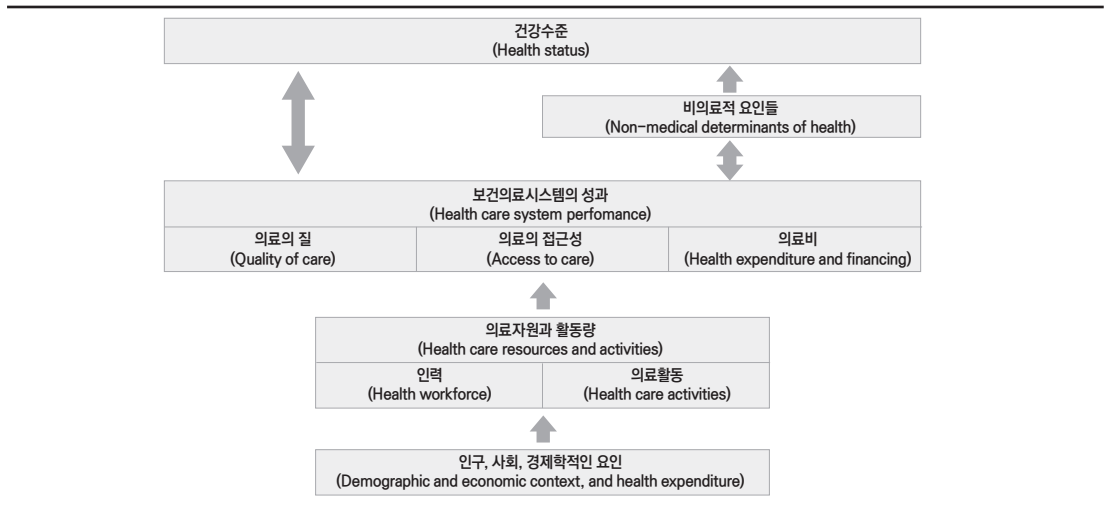 건강수준
(Health status)
비의료적 요인들
(Non-medical determinants of health)
보건의료시스템의 성과
(Health care system perfomance)
의료의 질
(Quality of care)
의료의 접근성
(Access to care)
의료비
(Health expenditure and financing)
의료자원과 활동량
(Health care resources and activities)
인력
(Health workforce)
의료활동
(Health care activities)
인구, 사회, 경제학적인 요인
(Demographic and economic context, and health expenditure)